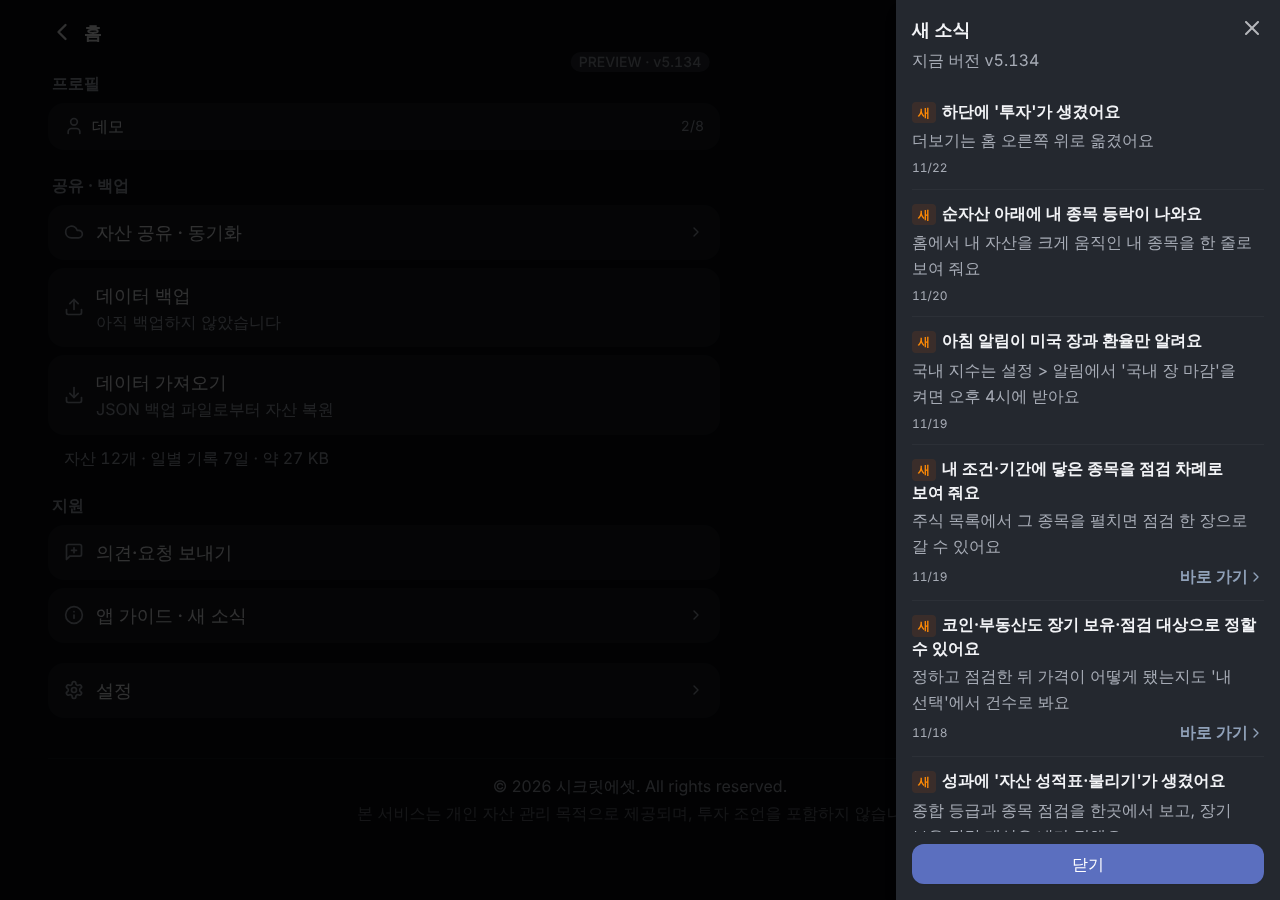 홈
PREVIEW · v5.134
프로필
데모
2/8
공유 · 백업
자산 공유 · 동기화
데이터 백업
아직 백업하지 않았습니다
데이터 가져오기
JSON 백업 파일로부터 자산 복원
자산 12개 · 일별 기록 7일 · 약 27 KB
지원
의견·요청 보내기
앱 가이드 · 새 소식
설정
© 2026 시크릿에셋. All rights reserved.
본 서비스는 개인 자산 관리 목적으로 제공되며, 투자 조언을 포함하지 않습니
새 소식
지금 버전 v5.134
새 하단에 '투자'가 생겼어요
더보기는 홈 오른쪽 위로 옮겼어요
11/22
새 순자산 아래에 내 종목 등락이 나와요
홈에서 내 자산을 크게 움직인 내 종목을 한 줄로
보여 줘요
11/20
새 아침 알림이 미국 장과 환율만 알려요
국내 지수는 설정 > 알림에서 '국내 장 마감'을
켜면 오후 4시에 받아요
11/19
새 내 조건·기간에 닿은 종목을 점검 차례로
보여 줘요
주식 목록에서 그 종목을 펼치면 점검 한 장으로
갈 수 있어요
11/19
바로 가기
새 코인·부동산도 장기 보유·점검 대상으로 정할
수 있어요
정하고 점검한 뒤 가격이 어떻게 됐는지도 '내
선택'에서 건수로 봐요
11/18
바로 가기
새 성과에 '자산 성적표·불리기'가 생겼어요
종합 등급과 종목 점검을 한곳에서 보고, 장기
닫기